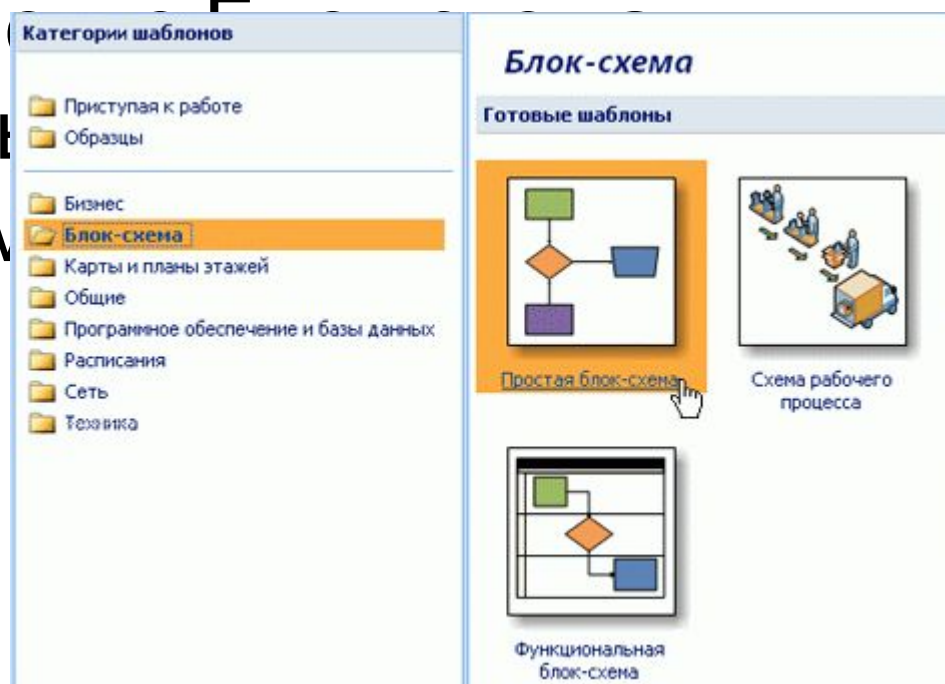 Категории шаблонов
Приступая к работе
Образцы
Бизнес
Блок-схема
Карты и планы этажей
Общие
Программное обеспечение и базы данных
Расписания
Сеть
Техника
Блок-схема
Готовые шаблоны
Простая блок-схема
Схема рабочего
процесса
Функциональная
блок-схема